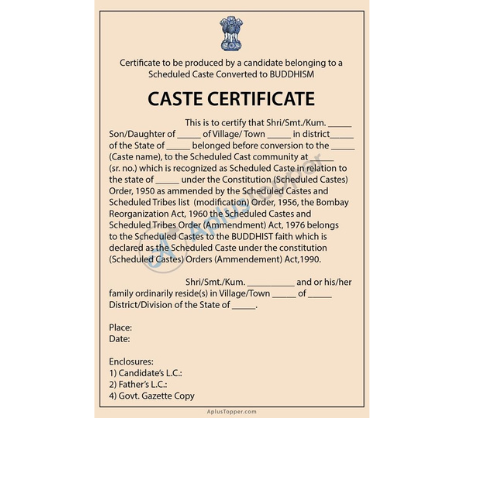 Certificate to be produced by a candidate belonging to a
Scheduled Caste Converted to BUDDHISM
CASTE CERTIFICATE
This is to certify that Shri/Smt./Kum. _____
Son/Daughter of _____ of Village/ Town _____ in district_____
of the State of _____ belonged before conversion to the _____
(Caste name), to the Scheduled Cast community at _____
(sr. no.) which is recognized as Scheduled Caste in relation to
the state of _____ under the Constitution (Scheduled Castes)
Order, 1950 as ammended by the Scheduled Castes and
Scheduled Tribes list (modification) Order, 1956, the Bombay
Reorganization Act, 1960 the Scheduled Castes and
Scheduled Tribes Order (Ammendment) Act, 1976 belongs
to the Scheduled Castes to the BUDDHIST faith which is
declared as the Scheduled Caste under the constitution
(Scheduled Castes) Orders (Ammendement) Act,1990.
Shri/Smt./Kum. __________ and or his/her
family ordinarily reside(s) in Village/Town _____ of _____
District/Division of the State of _____.
Place:
Date:
Enclosures:
1) Candidate's L.C.:
2) Father's L.C.:
4) Govt. Gazette Copy
AplusTopper.com
Aplustopper